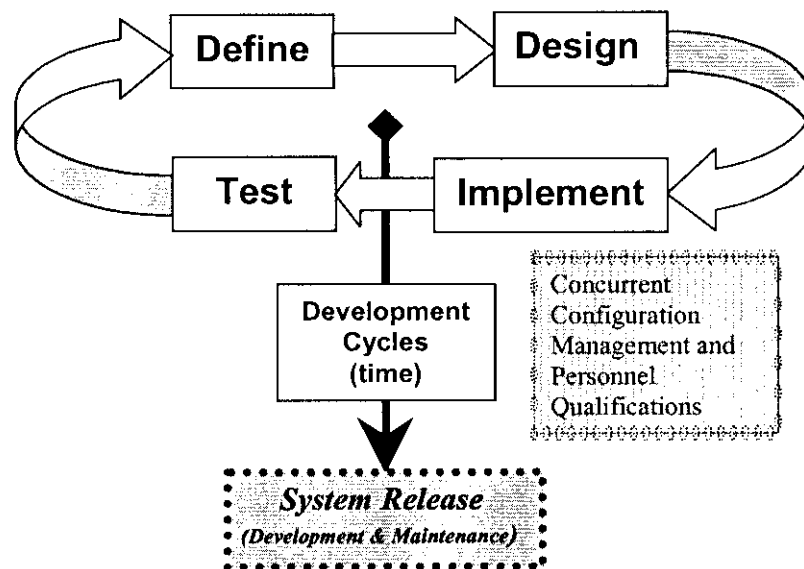 Define
Design
Test
Implement
Concurrent
Configuration
Management and
Personnel
Qualifications
Development
Cycles
(time)
System Release
(Development & Maintenance)